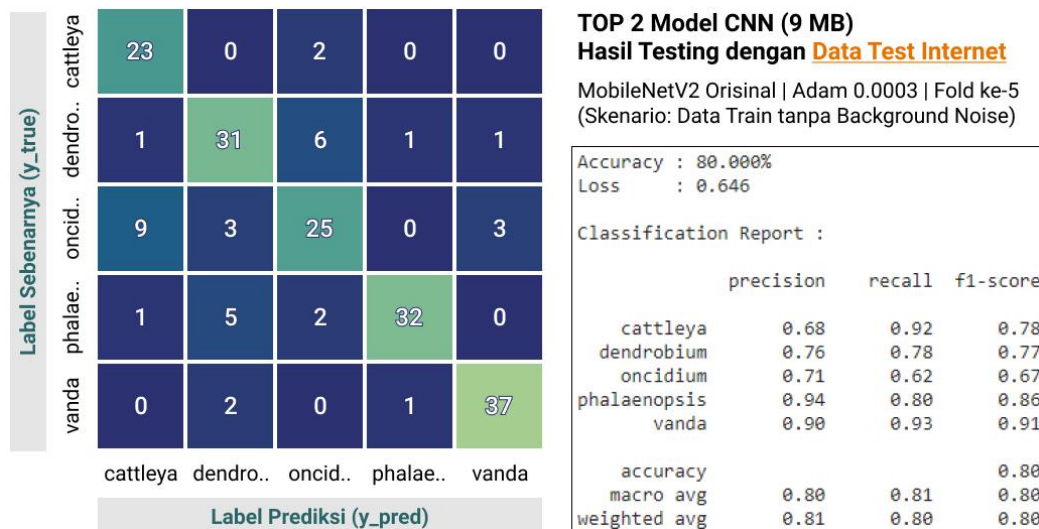 Label Sebenarnya (y_true)
cattleya 23 0 2 0 0
dendro.. 1 31 6 1 1
oncid.. 9 3 25 0 3
phalae.. 1 5 2 32 0
vanda 0 2 0 1 37
cattleya dendro.. oncid.. phalae.. vanda
Label Prediksi (y_pred)
TOP 2 Model CNN (9 MB)
Hasil Testing dengan Data Test Internet
MobileNetV2 Orisinal | Adam 0.0003 | Fold ke-5
(Skenario: Data Train tanpa Background Noise)
Accuracy : 80.000%
Loss : 0.646
Classification Report :
precision recall f1-score
cattleya 0.68 0.92 0.78
dendrobium 0.76 0.78 0.77
oncidium 0.71 0.62 0.67
phalaenopsis 0.94 0.80 0.86
vanda 0.90 0.93 0.91
accuracy 0.80
macro avg 0.80 0.81 0.80
weighted avg 0.81 0.80 0.80